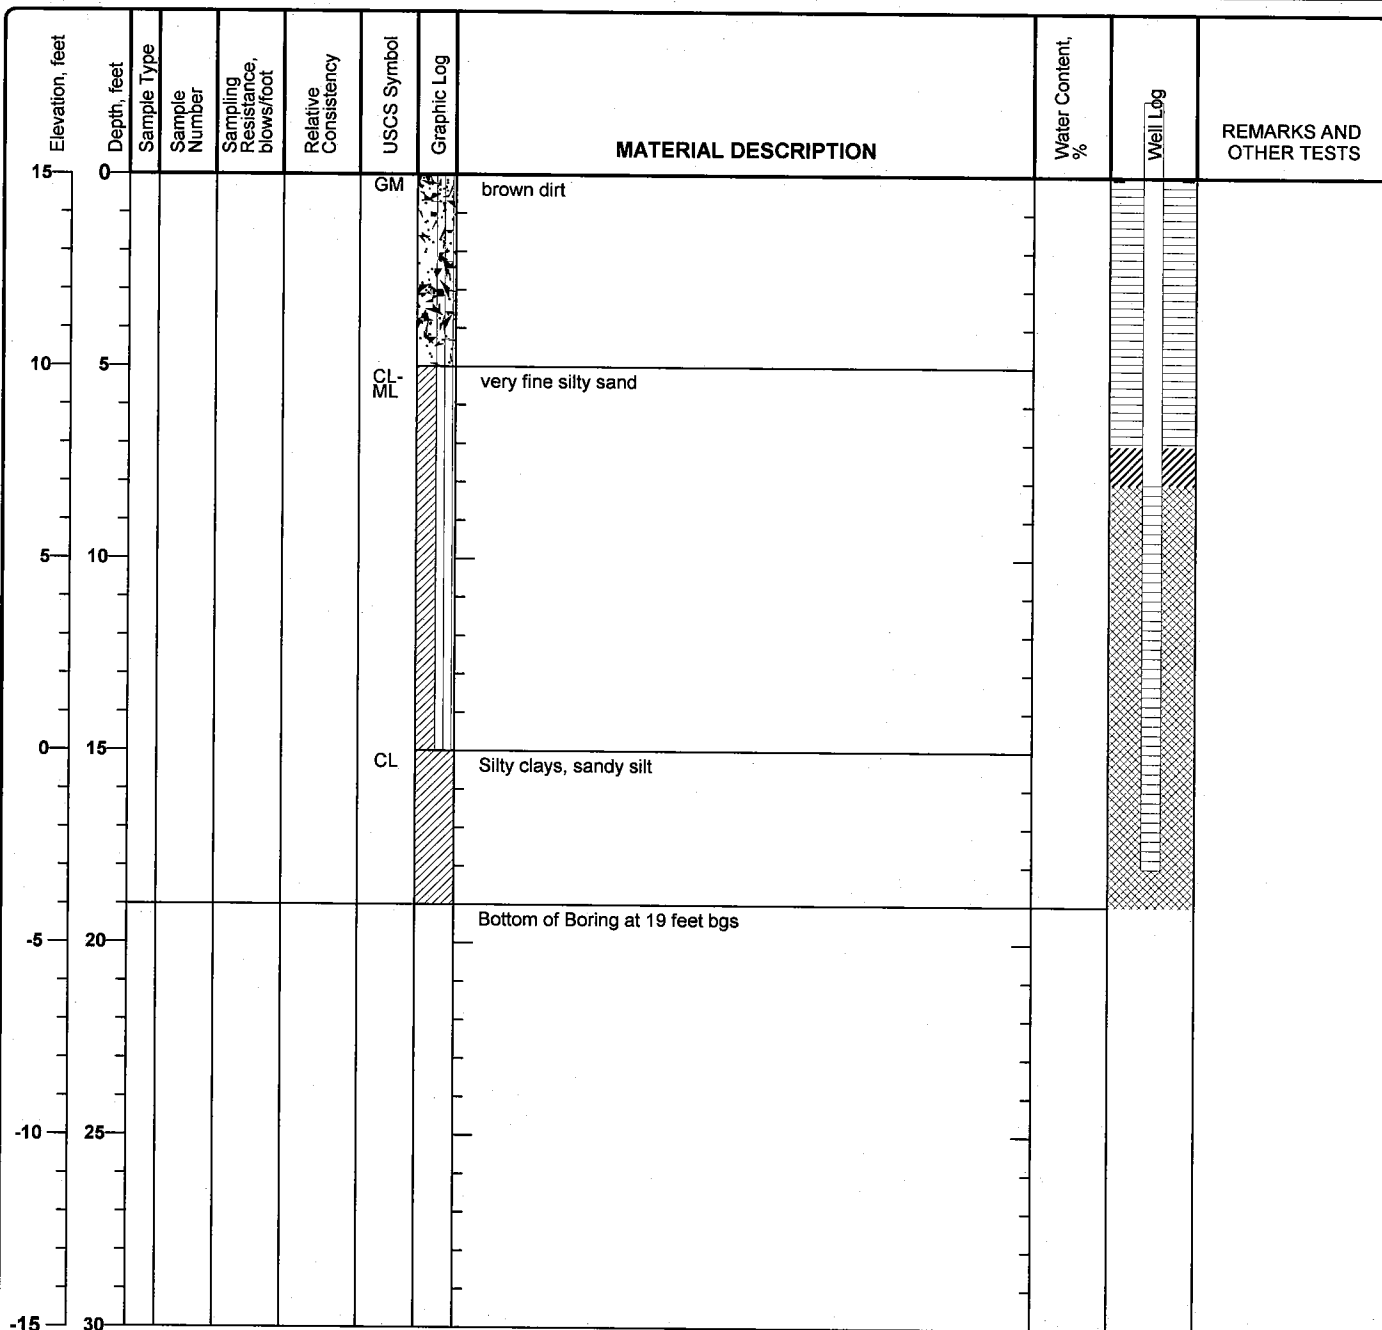 Elevation, feet
Depth, feet
Sample Type
Sample
Number
Sampling
Resistance,
blows/foot
Relative
Consistency
USCS Symbol
Graphic Log
MATERIAL DESCRIPTION
Water Content,
%
Well Log
REMARKS AND
OTHER TESTS
15 0
GM brown dirt
10 5
CL-
ML
very fine silty sand
5 10
0 15
CL Silty clays, sandy silt
Bottom of Boring at 19 feet bgs
-5 20
-10 25
-15 30